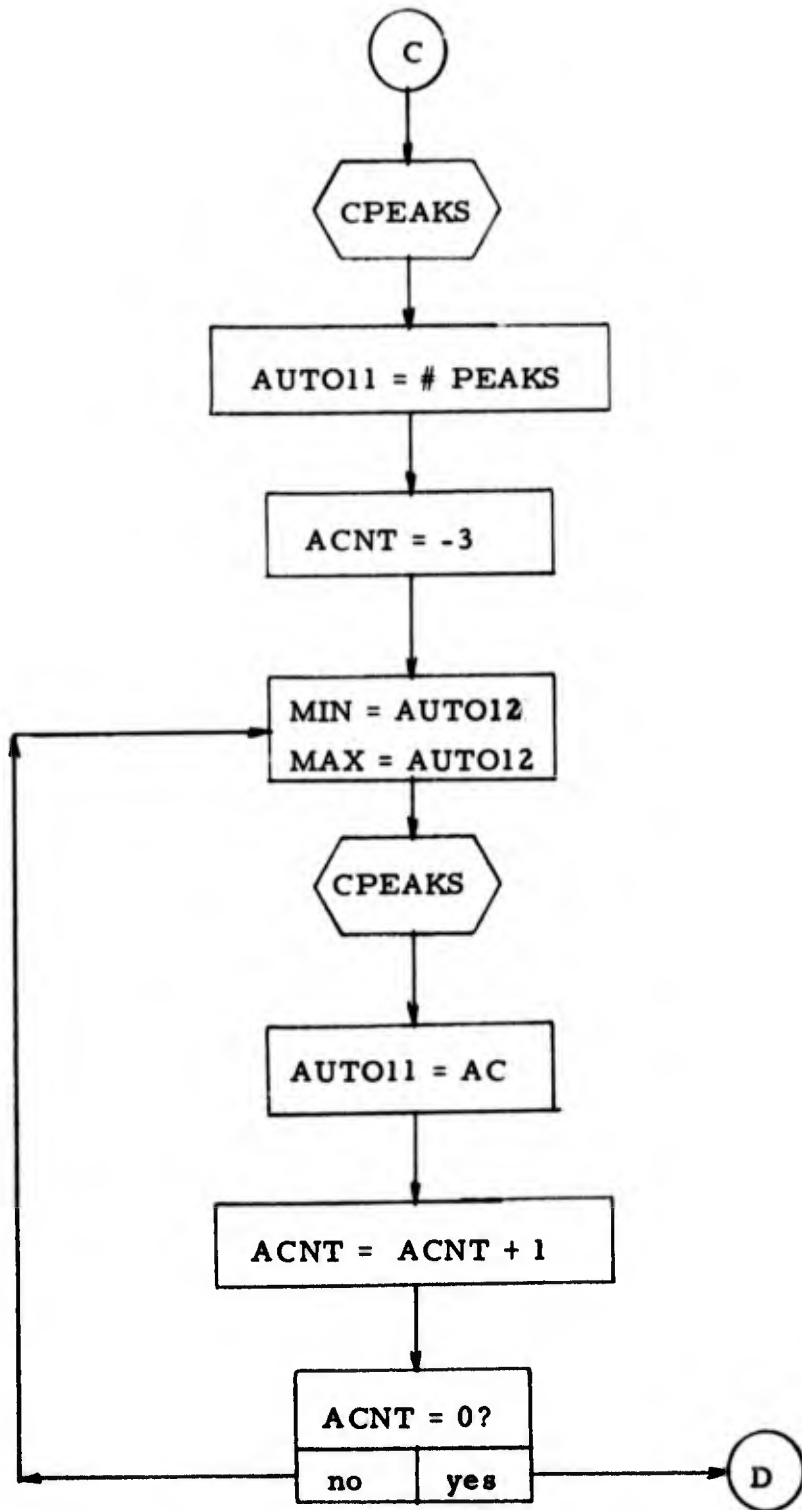 C
CPEAKS
AUTO11 = # PEAKS
ACNT = -3
MIN = AUTO12
MAX = AUTO12
CPEAKS
AUTO11 = AC
ACNT = ACNT + 1
ACNT = 0?
no yes
D